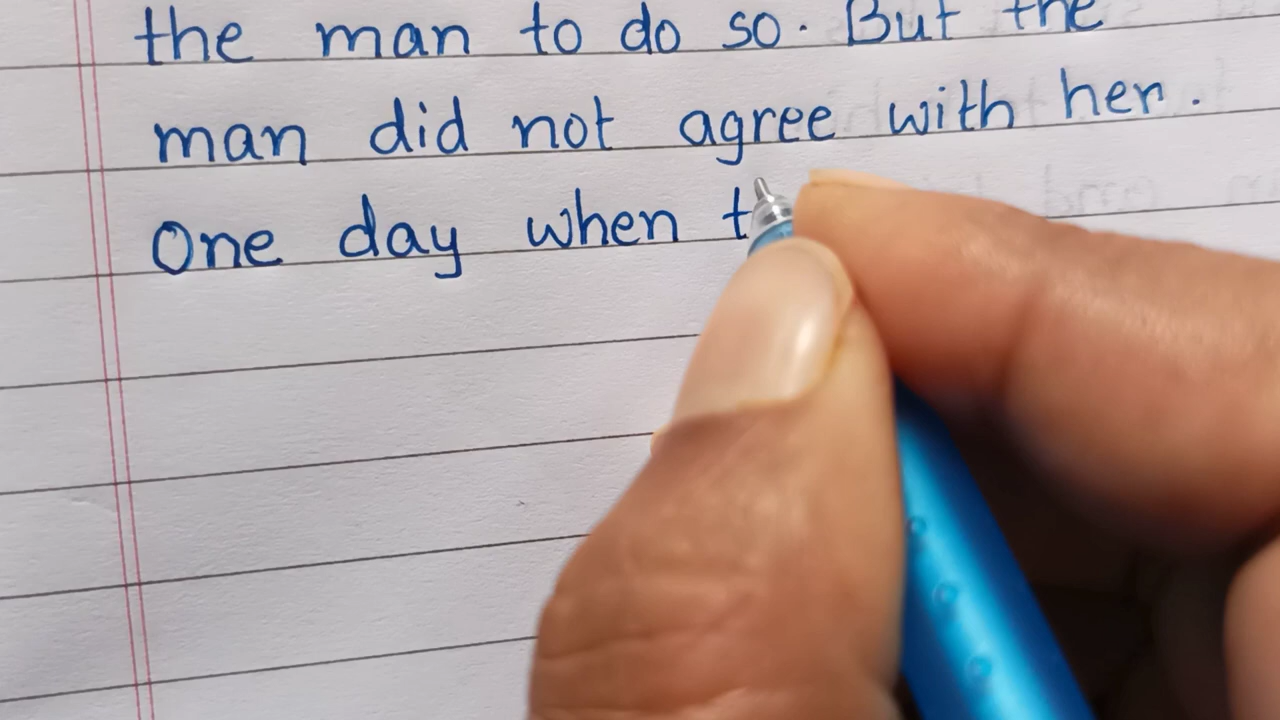 the man to do so. But the
man did not agree with her.
One day when t